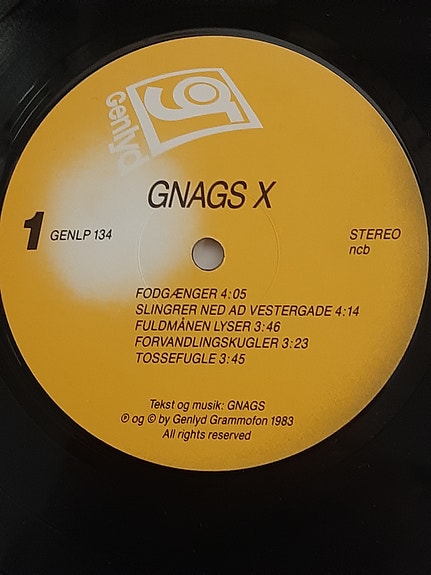 Genlyd
GNAGS X
1 GENLP 134
STEREO
ncb
FODGÆNGER 4:05
SLINGRER NED AD VESTERGADE 4:14
FULDMÅNEN LYSER 3:46
FORVANDLINGSKUGLER 3:23
TOSSEFUGLE 3:45
Tekst og musik: GNAGS
℗ og © by Genlyd Grammofon 1983
All rights reserved